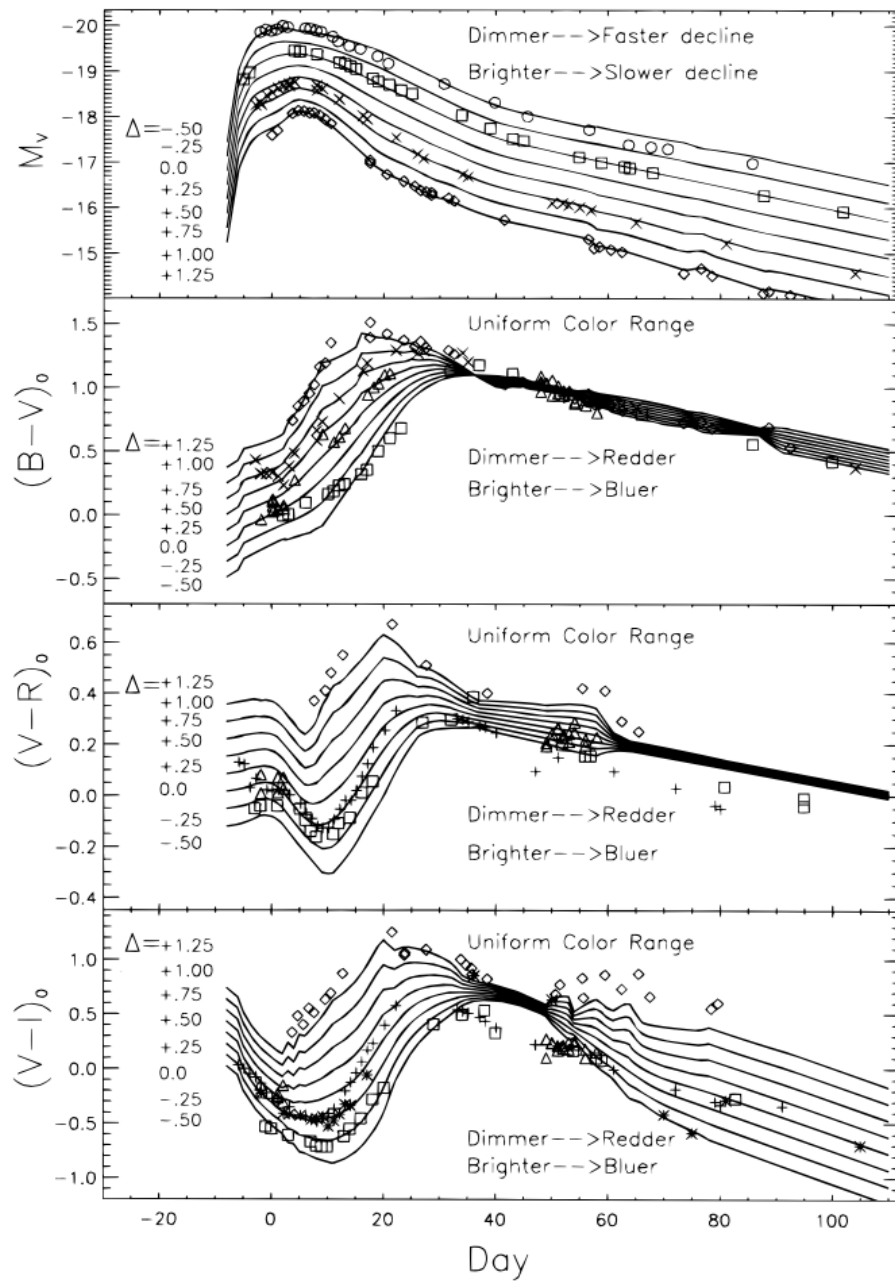 -20
-19
-18
-17
-16
-15
M_V
Dimmer-->Faster decline
Brighter-->Slower decline
Δ=-.50
-.25
0.0
+.25
+.50
+.75
+1.00
+1.25
1.5
1.0
0.5
0.0
-0.5
(B-V)_0
Uniform Color Range
Δ=+1.25
+1.00
+.75
+.50
+.25
0.0
-.25
-.50
Dimmer-->Redder
Brighter-->Bluer
0.6
0.4
0.2
0.0
-0.2
-0.4
(V-R)_0
Uniform Color Range
Δ=+1.25
+1.00
+.75
+.50
+.25
0.0
-.25
-.50
Dimmer-->Redder
Brighter-->Bluer
1.0
0.5
0.0
-0.5
-1.0
(V-I)_0
Uniform Color Range
Δ=+1.25
+1.00
+.75
+.50
+.25
0.0
-.25
-.50
Dimmer-->Redder
Brighter-->Bluer
-20 0 20 40 60 80 100
Day